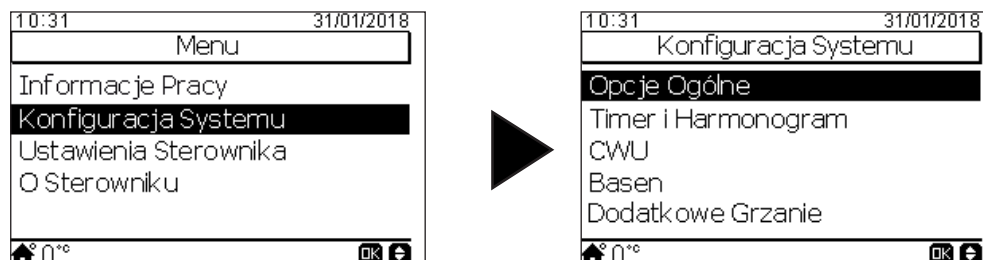 10:31 31/01/2018
Menu
Informacje Pracy
Konfiguracja Systemu
Ustawienia Sterownika
O Sterowniku
0°C OK
10:31 31/01/2018
Konfiguracja Systemu
Opcje Ogólne
Timer i Harmonogram
CWU
Basen
Dodatkowe Grzanie
0°C OK